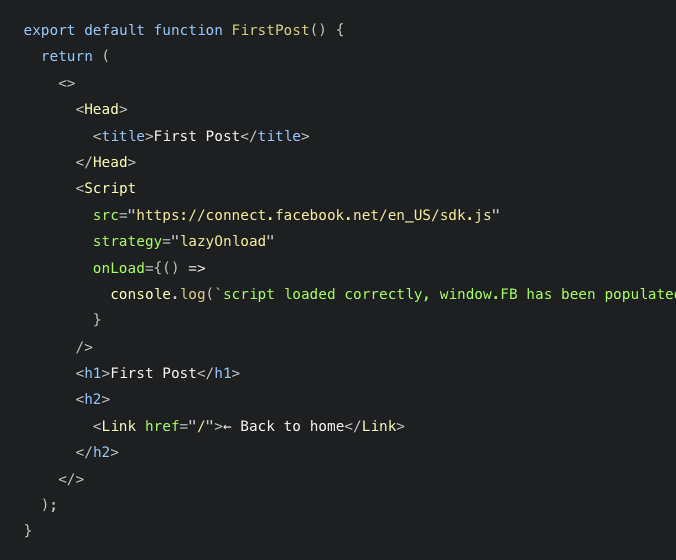 export default function FirstPost() {
  return (
    <>
      <Head>
        <title>First Post</title>
      </Head>
      <Script
        src="https://connect.facebook.net/en_US/sdk.js"
        strategy="lazyOnload"
        onLoad={() =>
          console.log(`script loaded correctly, window.FB has been populated
        }
      />
      <h1>First Post</h1>
      <h2>
        <Link href="/">← Back to home</Link>
      </h2>
    </>
  );
}